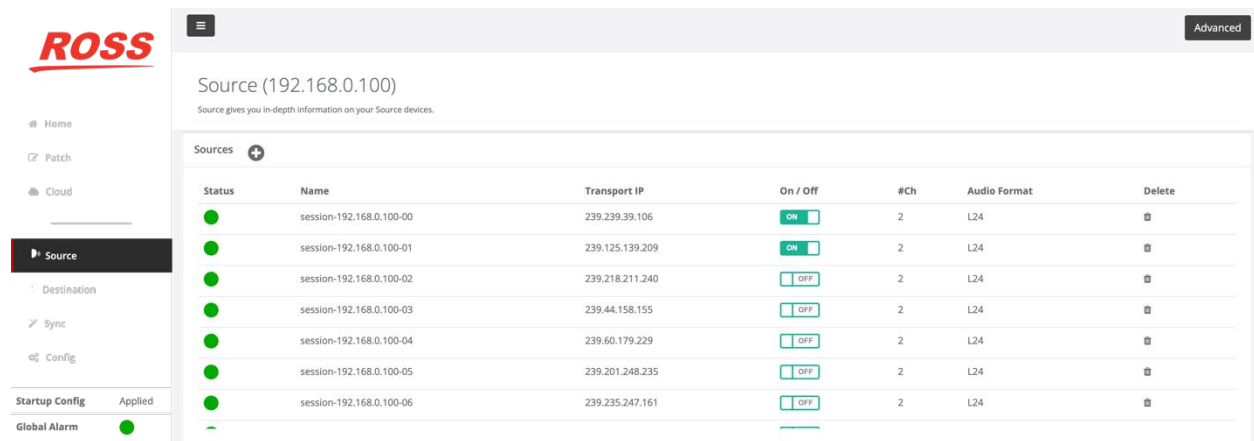 ROSS
Advanced
Source (192.168.0.100)
Source gives you in-depth information on your Source devices.
Home
Patch
Cloud
Source
Destination
Sync
Config
Startup Config Applied
Global Alarm
Sources
Status Name Transport IP On / Off #Ch Audio Format Delete
session-192.168.0.100-00 239.239.39.106 ON 2 L24
session-192.168.0.100-01 239.125.139.209 ON 2 L24
session-192.168.0.100-02 239.218.211.240 OFF 2 L24
session-192.168.0.100-03 239.44.158.155 OFF 2 L24
session-192.168.0.100-04 239.60.179.229 OFF 2 L24
session-192.168.0.100-05 239.201.248.235 OFF 2 L24
session-192.168.0.100-06 239.235.247.161 OFF 2 L24